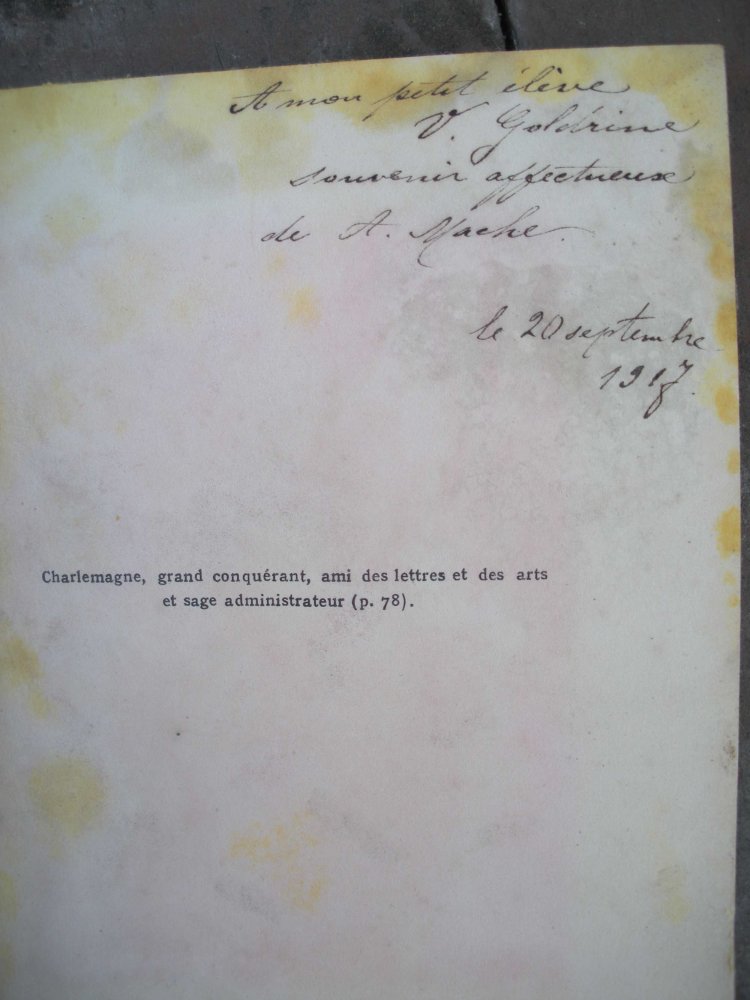 A mon petit élève
V. Goldrine
souvenir affectueux
de A. Mache.
le 20 septembre
1917.
Charlemagne, grand conquérant, ami des lettres et des arts
et sage administrateur (p. 78).